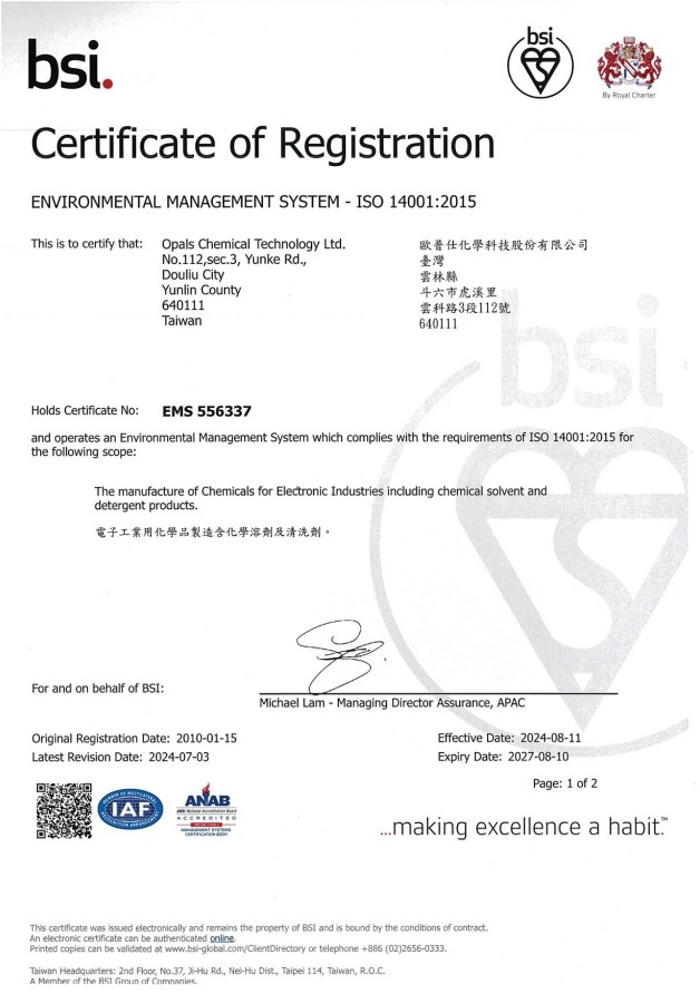 bsi.
bsi
By Royal Charter
Certificate of Registration
ENVIRONMENTAL MANAGEMENT SYSTEM - ISO 14001:2015
This is to certify that:
Opals Chemical Technology Ltd.
No.112,sec.3, Yunke Rd.,
Douliu City
Yunlin County
640111
Taiwan
歐普仕化學科技股份有限公司
臺灣
雲林縣
斗六市虎溪里
雲科路3段112號
640111
bsi
Holds Certificate No: EMS 556337
and operates an Environmental Management System which complies with the requirements of ISO 14001:2015 for
the following scope:
The manufacture of Chemicals for Electronic Industries including chemical solvent and
detergent products.
電子工業用化學品製造含化學溶劑及清洗劑。
For and on behalf of BSI:
Michael Lam - Managing Director Assurance, APAC
Original Registration Date: 2010-01-15
Effective Date: 2024-08-11
Latest Revision Date: 2024-07-03
Expiry Date: 2027-08-10
Page: 1 of 2
MEMBER OF MULTILATERAL
IAF
RECOGNITION ARRANGEMENT
ANAB
ANSI National Accreditation Board
ACCREDITED
MANAGEMENT SYSTEMS
CERTIFICATION BODY
...making excellence a habit.™
This certificate was issued electronically and remains the property of BSI and is bound by the conditions of contract.
An electronic certificate can be authenticated online.
Printed copies can be validated at www.bsi-global.com/ClientDirectory or telephone +886 (02)2656-0333.
Taiwan Headquarters: 2nd Floor, No.37, Ji-Hu Rd., Nei-Hu Dist., Taipei 114, Taiwan, R.O.C.
A Member of the BSI Group of Companies.